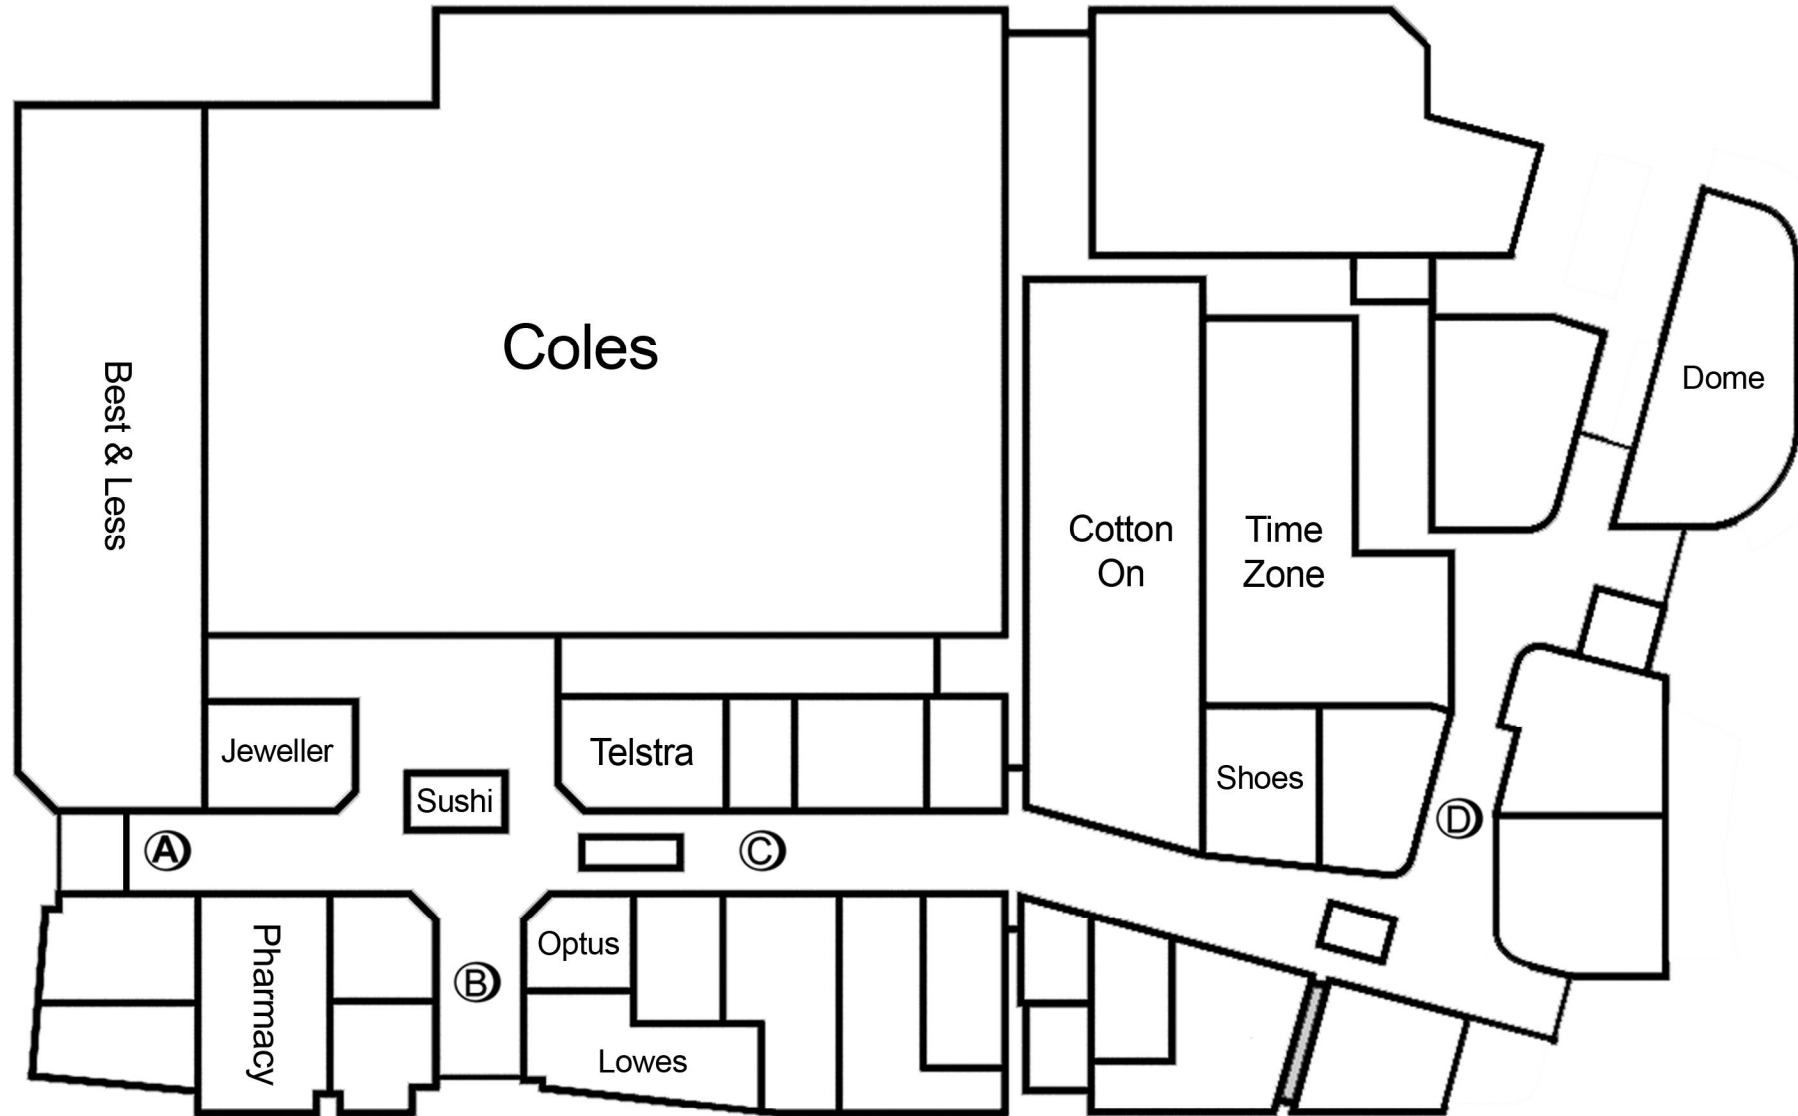 Coles
Best & Less
Dome
Cotton
On
Time
Zone
Jeweller
Sushi
Telstra
Shoes
A
C
D
Pharmacy
Optus
B
Lowes